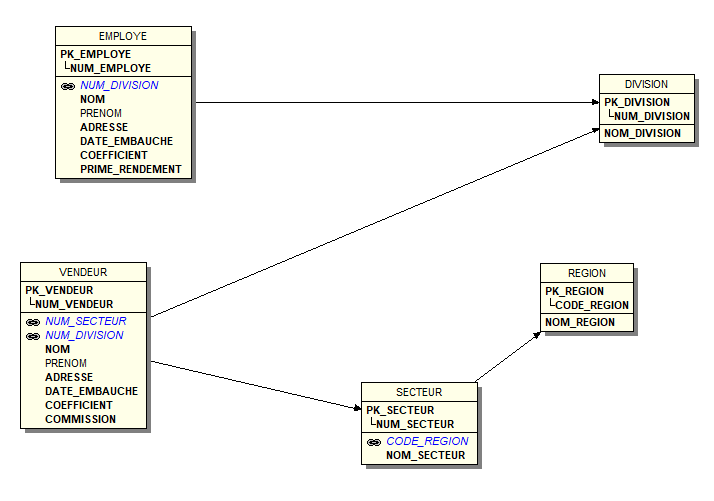 EMPLOYE
PK_EMPLOYE
NUM_EMPLOYE
NUM_DIVISION
NOM
PRENOM
ADRESSE
DATE_EMBAUCHE
COEFFICIENT
PRIME_RENDEMENT
DIVISION
PK_DIVISION
NUM_DIVISION
NOM_DIVISION
VENDEUR
PK_VENDEUR
NUM_VENDEUR
NUM_SECTEUR
NUM_DIVISION
NOM
PRENOM
ADRESSE
DATE_EMBAUCHE
COEFFICIENT
COMMISSION
REGION
PK_REGION
CODE_REGION
NOM_REGION
SECTEUR
PK_SECTEUR
NUM_SECTEUR
CODE_REGION
NOM_SECTEUR